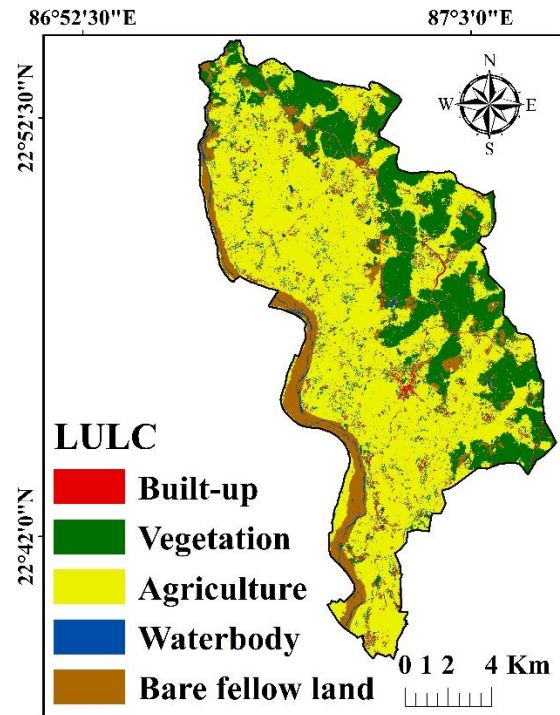 86°52'30"E
87°3'0"E
22°52'30"N
22°42'0"N
N
W
E
S
LULC
Built-up
Vegetation
Agriculture
Waterbody
Bare fellow land
0 1 2 4 Km